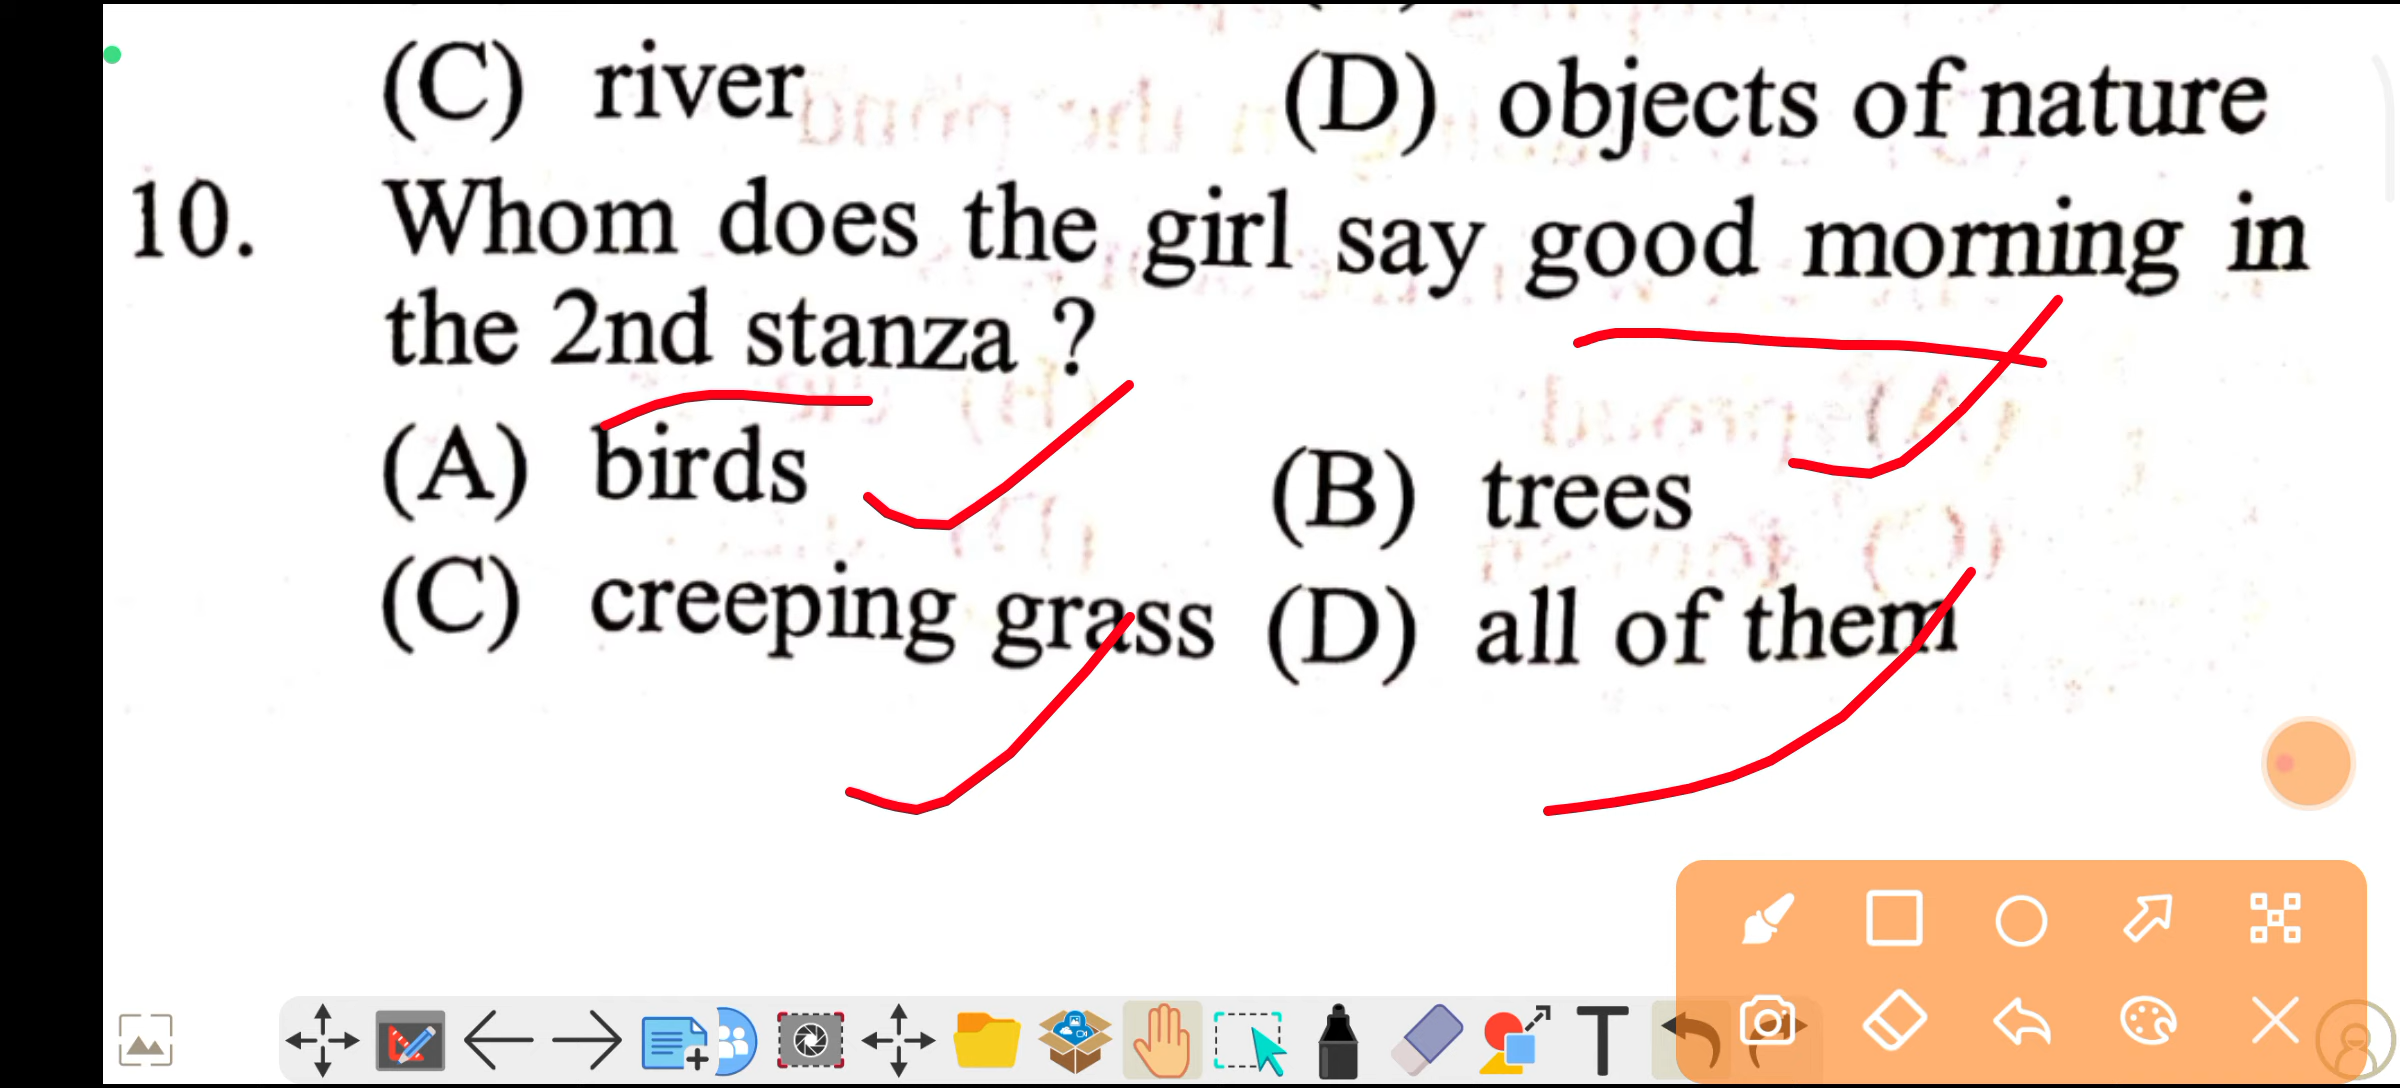 (C) river (D) objects of nature
10. Whom does the girl say good morning in
the 2nd stanza ?
(A) birds (B) trees
(C) creeping grass (D) all of them
T